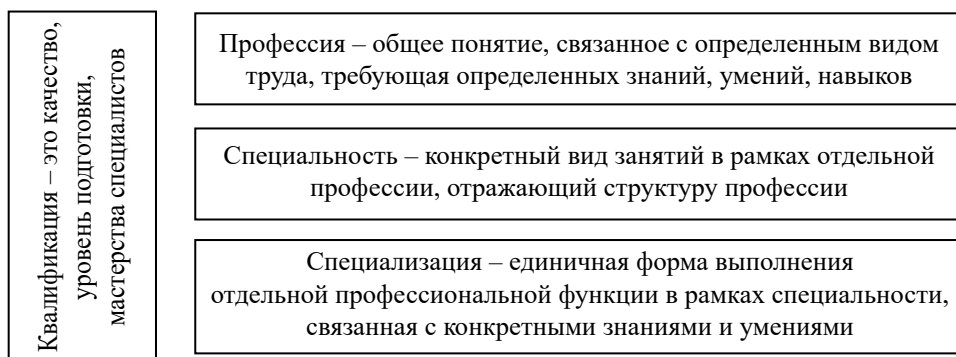 Квалификация – это качество,
уровень подготовки,
мастерства специалистов
Профессия – общее понятие, связанное с определенным видом
труда, требующая определенных знаний, умений, навыков
Специальность – конкретный вид занятий в рамках отдельной
профессии, отражающий структуру профессии
Специализация – единичная форма выполнения
отдельной профессиональной функции в рамках специальности,
связанная с конкретными знаниями и умениями